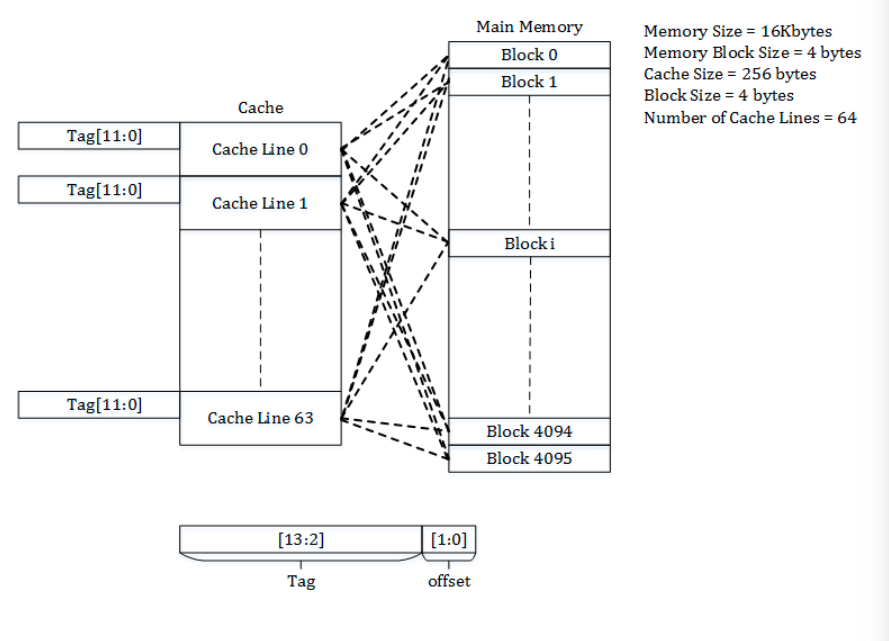 Main Memory
Memory Size = 16Kbytes
Memory Block Size = 4 bytes
Cache Size = 256 bytes
Block Size = 4 bytes
Number of Cache Lines = 64
Block 0
Block 1
Block i
Block 4094
Block 4095
Cache
Tag[11:0]
Cache Line 0
Tag[11:0]
Cache Line 1
Tag[11:0]
Cache Line 63
[13:2]
[1:0]
Tag
offset